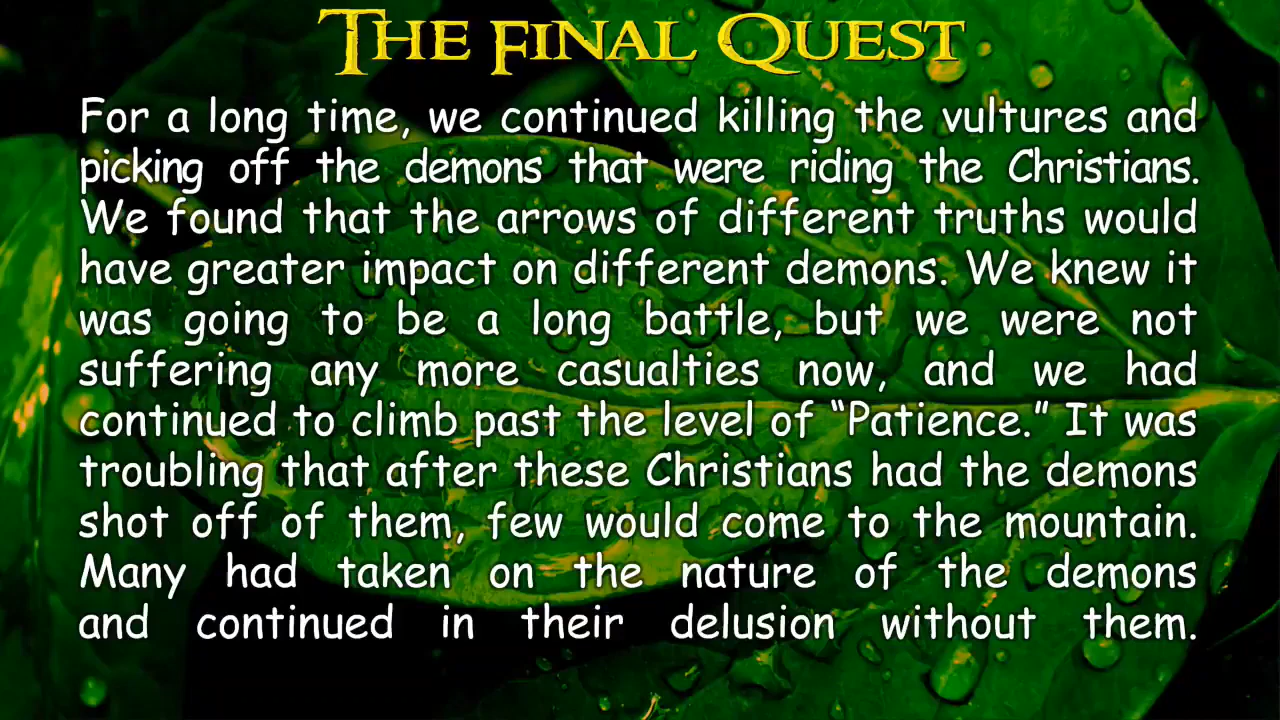 The Final Quest
For a long time, we continued killing the vultures and
picking off the demons that were riding the Christians.
We found that the arrows of different truths would
have greater impact on different demons. We knew it
was going to be a long battle, but we were not
suffering any more casualties now, and we had
continued to climb past the level of “Patience.” It was
troubling that after these Christians had the demons
shot off of them, few would come to the mountain.
Many had taken on the nature of the demons
and continued in their delusion without them.